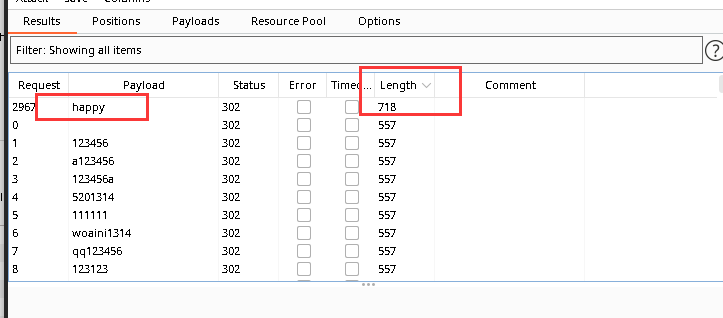 Results Positions Payloads Resource Pool Options
Filter: Showing all items
?
Request Payload Status Error Timed... Length Comment
2967 happy 302 718
0 302 557
1 123456 302 557
2 a123456 302 557
3 123456a 302 557
4 5201314 302 557
5 111111 302 557
6 woaini1314 302 557
7 qq123456 302 557
8 123123 302 557